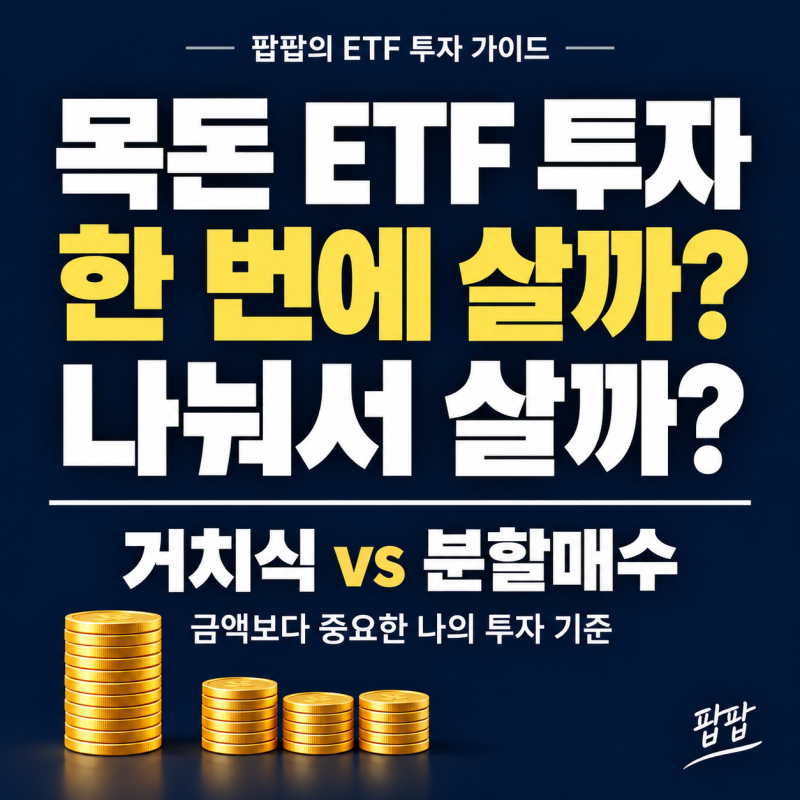 팝팝의 ETF 투자 가이드
목돈 ETF 투자
한 번에 살까?
나눠서 살까?
거치식 vs 분할매수
금액보다 중요한 나의 투자 기준
팝팝